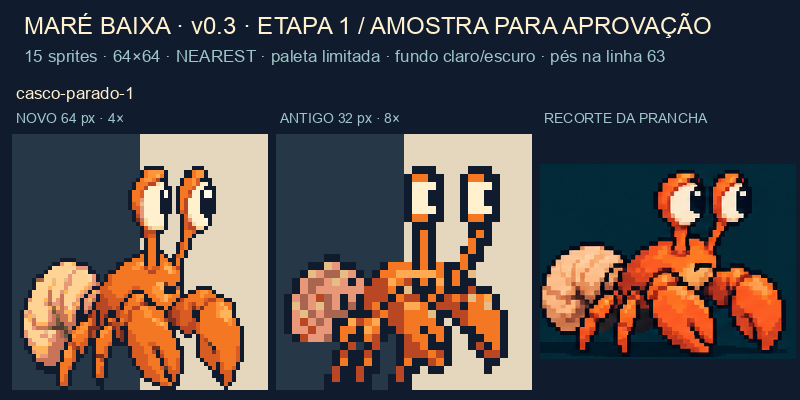 MARÉ BAIXA · v0.3 · ETAPA 1 / AMOSTRA PARA APROVAÇÃO
15 sprites · 64×64 · NEAREST · paleta limitada · fundo claro/escuro · pés na linha 63
casco-parado-1
NOVO 64 px · 4×
ANTIGO 32 px · 8×
RECORTE DA PRANCHA